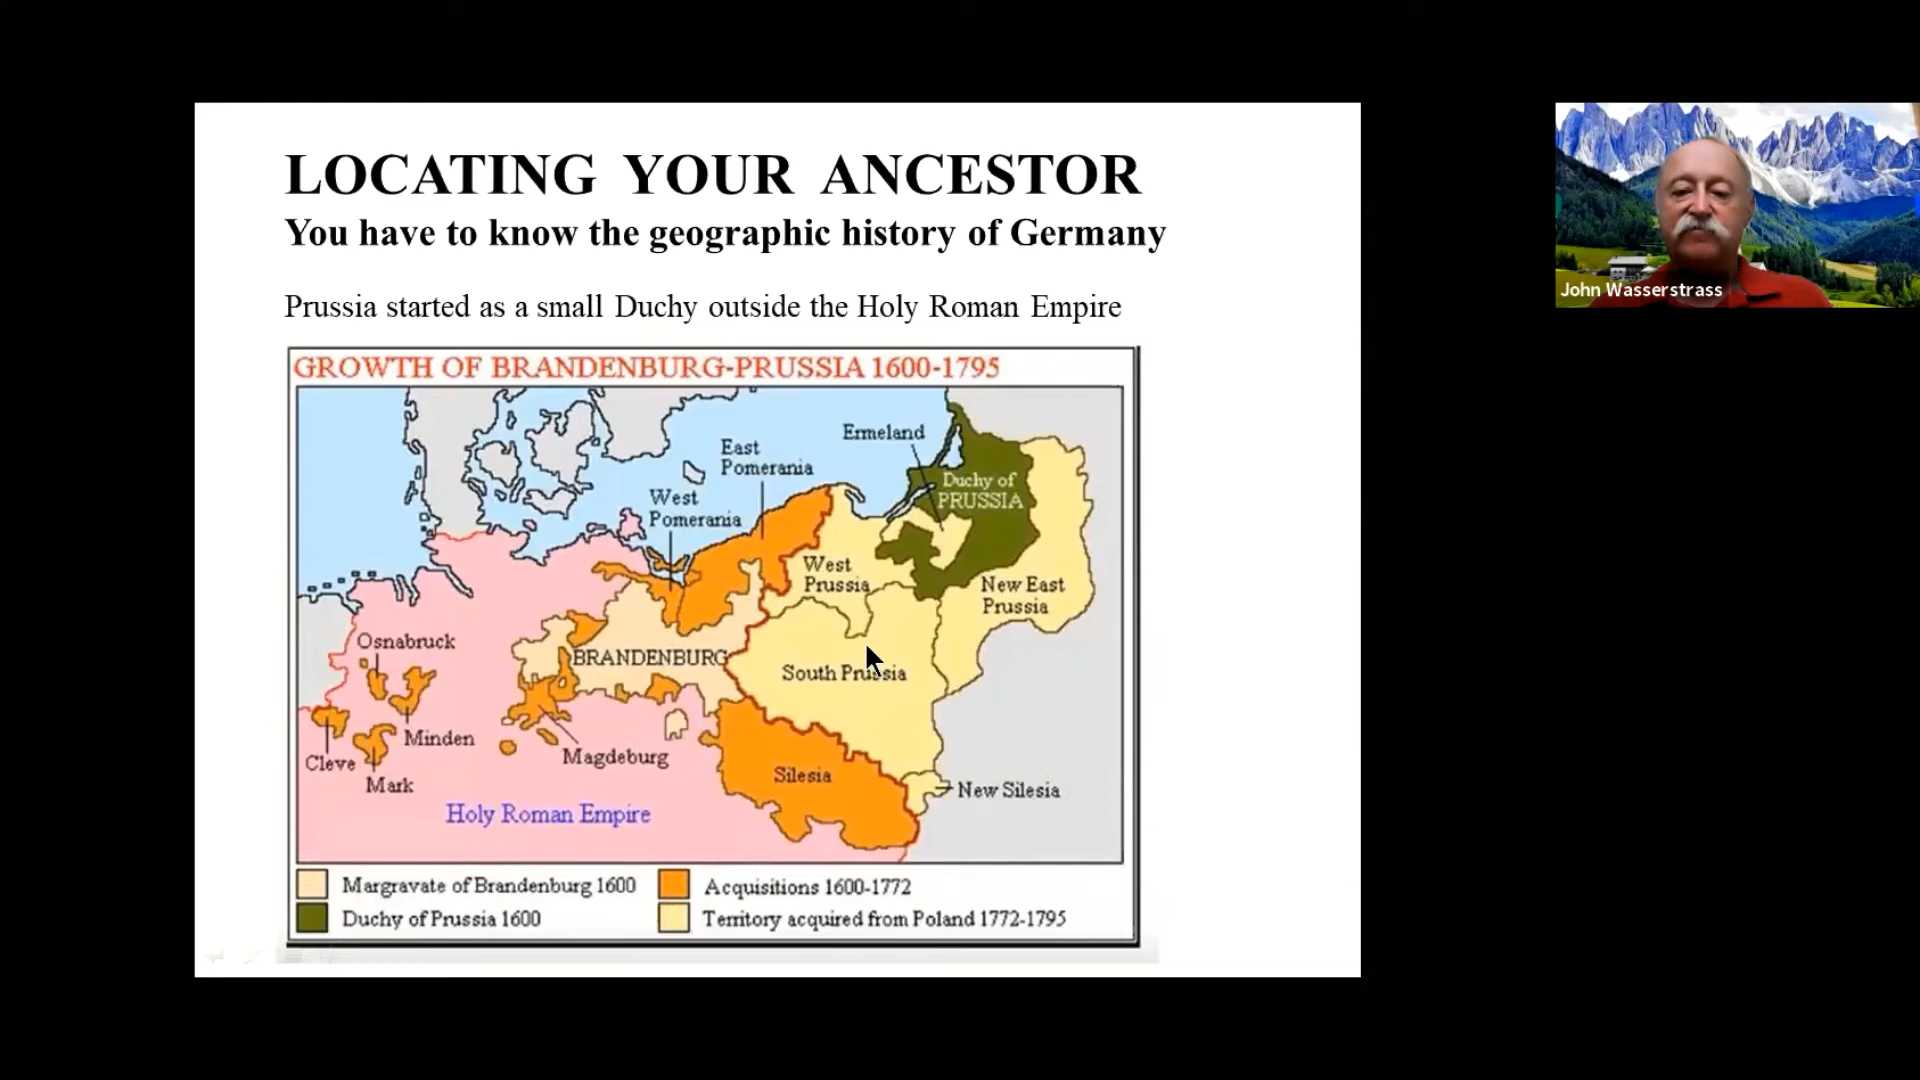 LOCATING YOUR ANCESTOR
You have to know the geographic history of Germany
Prussia started as a small Duchy outside the Holy Roman Empire
GROWTH OF BRANDENBURG-PRUSSIA 1600-1795
Ermeland
East
Pomerania
West
Pomerania
Duchy of
PRUSSIA
West
Prussia
New East
Prussia
Osnabruck
BRANDENBURG
South Prussia
Minden
Cleve
Mark
Magdeburg
Silesia
New Silesia
Holy Roman Empire
Margravate of Brandenburg 1600
Acquisitions 1600-1772
Duchy of Prussia 1600
Territory acquired from Poland 1772-1795
John Wasserstrass